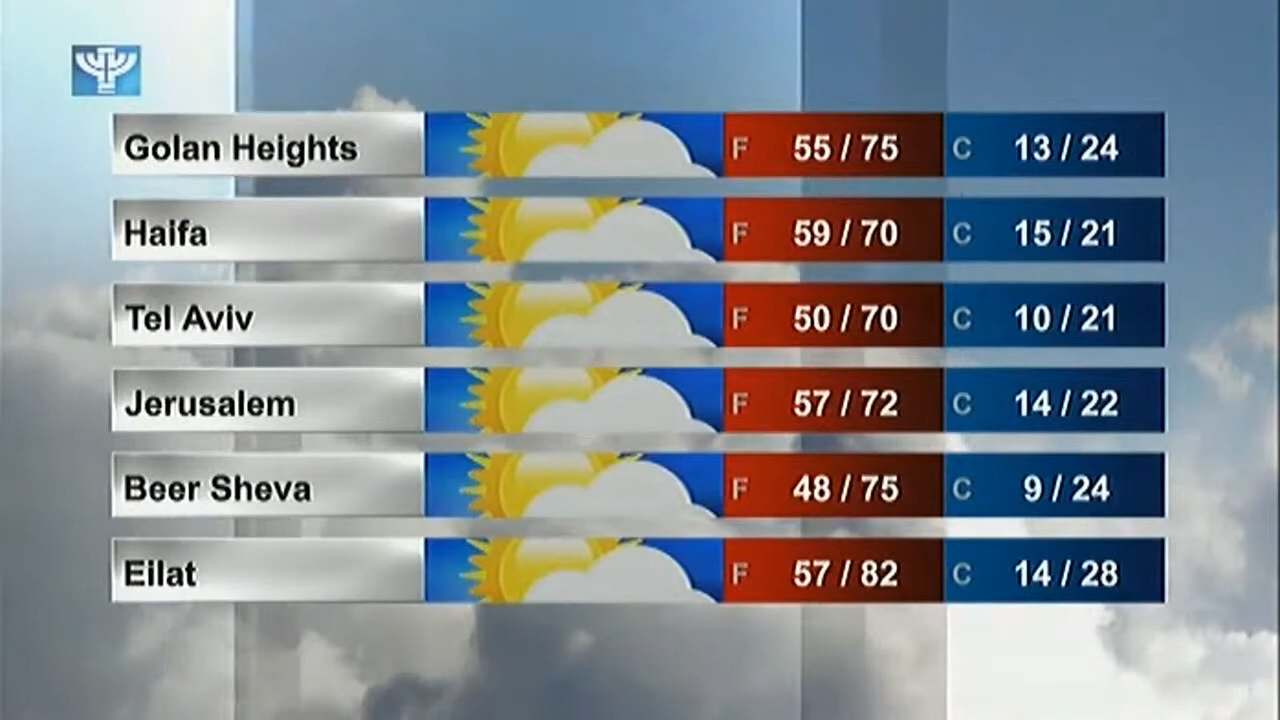 Golan Heights F 55 / 75 C 13 / 24
Haifa F 59 / 70 C 15 / 21
Tel Aviv F 50 / 70 C 10 / 21
Jerusalem F 57 / 72 C 14 / 22
Beer Sheva F 48 / 75 C 9 / 24
Eilat F 57 / 82 C 14 / 28